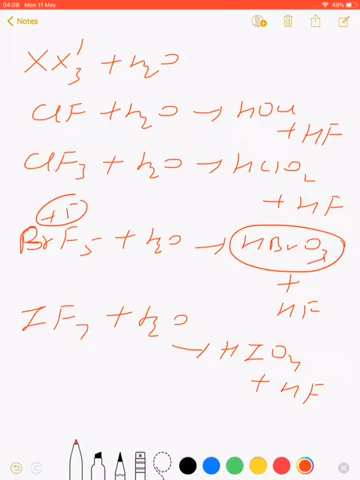 04:08 Mon 11 May
49%
Notes
XX'₃ + H₂O
ClF + H₂O → HOCl
+ HF
ClF₃ + H₂O → HClO₂
+ HF
+5
BrF₅ + H₂O → HBrO₃
+
HF
IF₇ + H₂O
→ HIO₄
+ HF